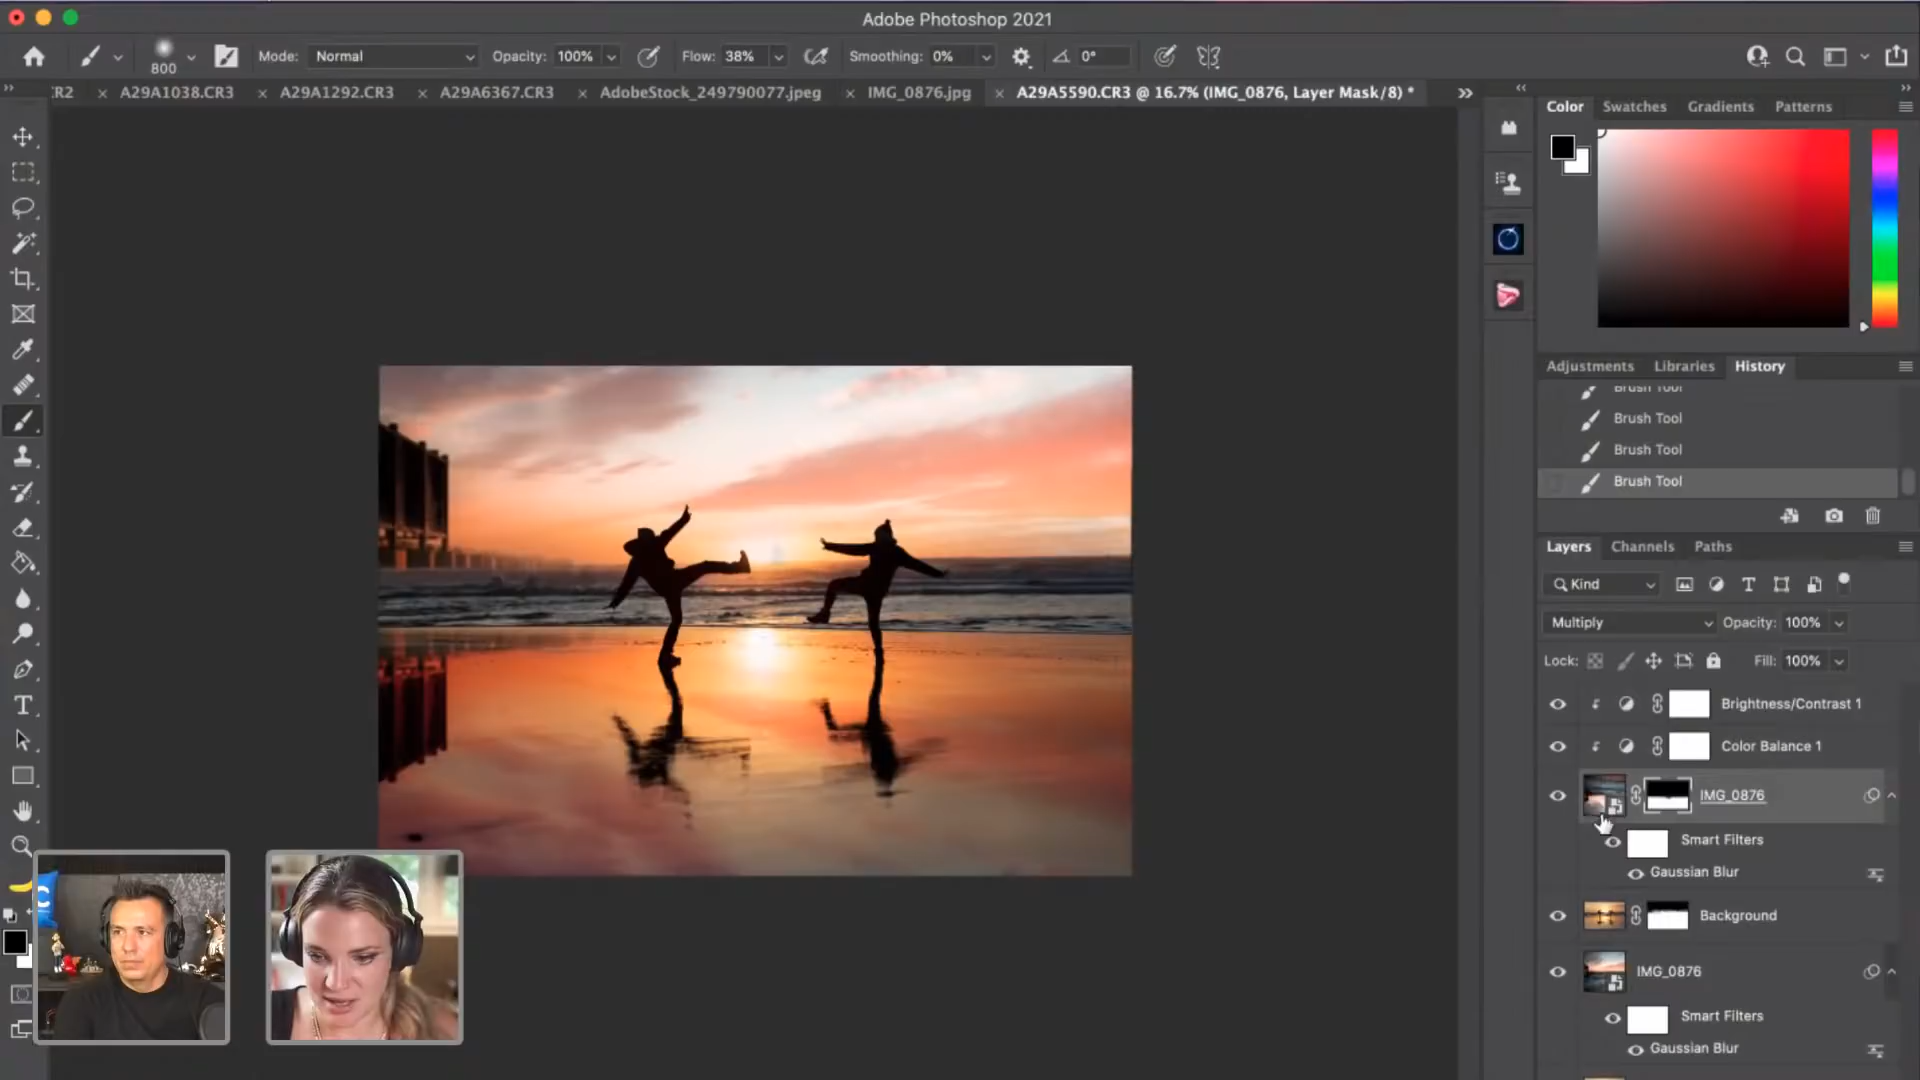 Adobe Photoshop 2021
800
Mode: Normal Opacity: 100% Flow: 38% Smoothing: 0% 0°
CR2 × A29A1038.CR3 × A29A1292.CR3 × A29A6367.CR3 × AdobeStock_249790077.jpeg × IMG_0876.jpg × A29A5590.CR3 @ 16.7% (IMG_0876, Layer Mask/8) *
Color Swatches Gradients Patterns
Adjustments Libraries History
Brush Tool
Brush Tool
Brush Tool
Brush Tool
Layers Channels Paths
Kind
Multiply Opacity: 100%
Lock: Fill: 100%
Brightness/Contrast 1
Color Balance 1
IMG_0876
Smart Filters
Gaussian Blur
Background
IMG_0876
Smart Filters
Gaussian Blur